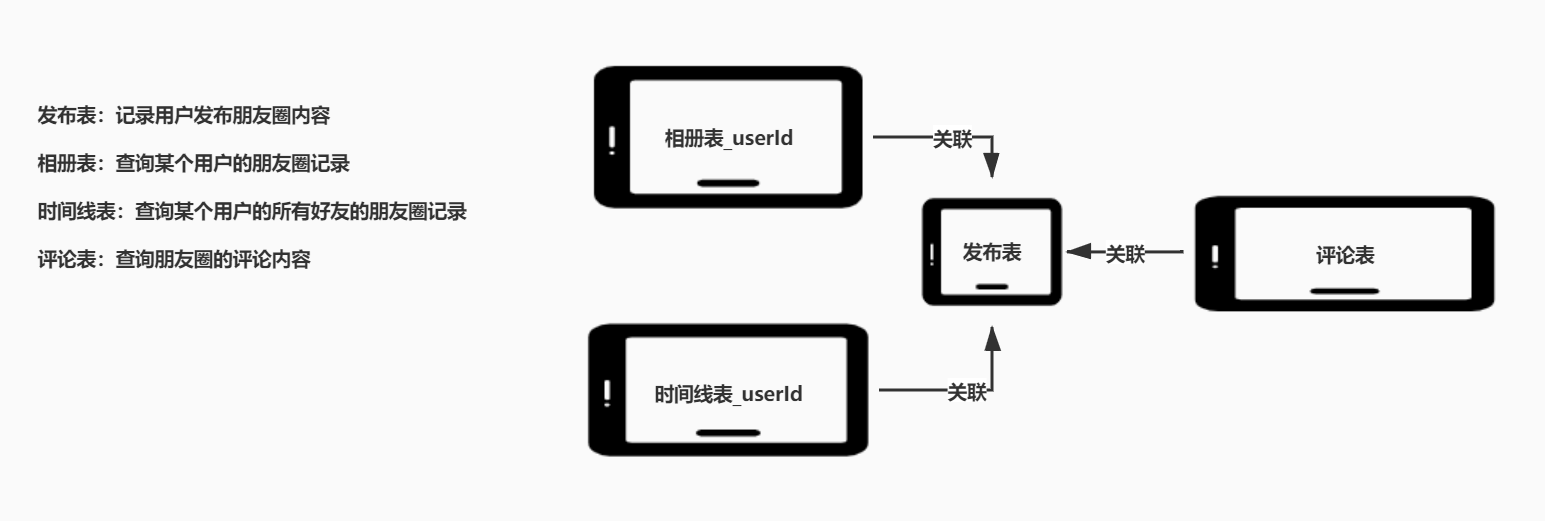 发布表：记录用户发布朋友圈内容
相册表：查询某个用户的朋友圈记录
时间线表：查询某个用户的所有好友的朋友圈记录
评论表：查询朋友圈的评论内容
相册表_userId
关联
发布表
关联
评论表
时间线表_userId
关联